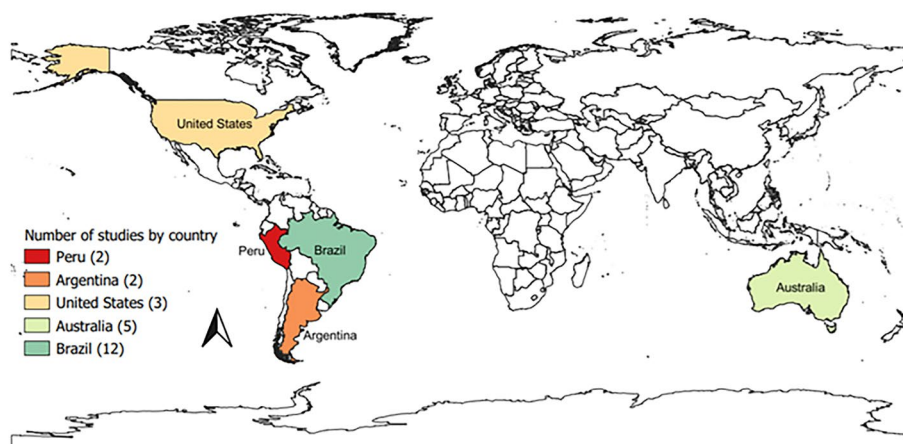 United States
Number of studies by country
Peru (2)
Argentina (2)
United States (3)
Australia (5)
Brazil (12)
Peru
Brazil
Argentina
Australia